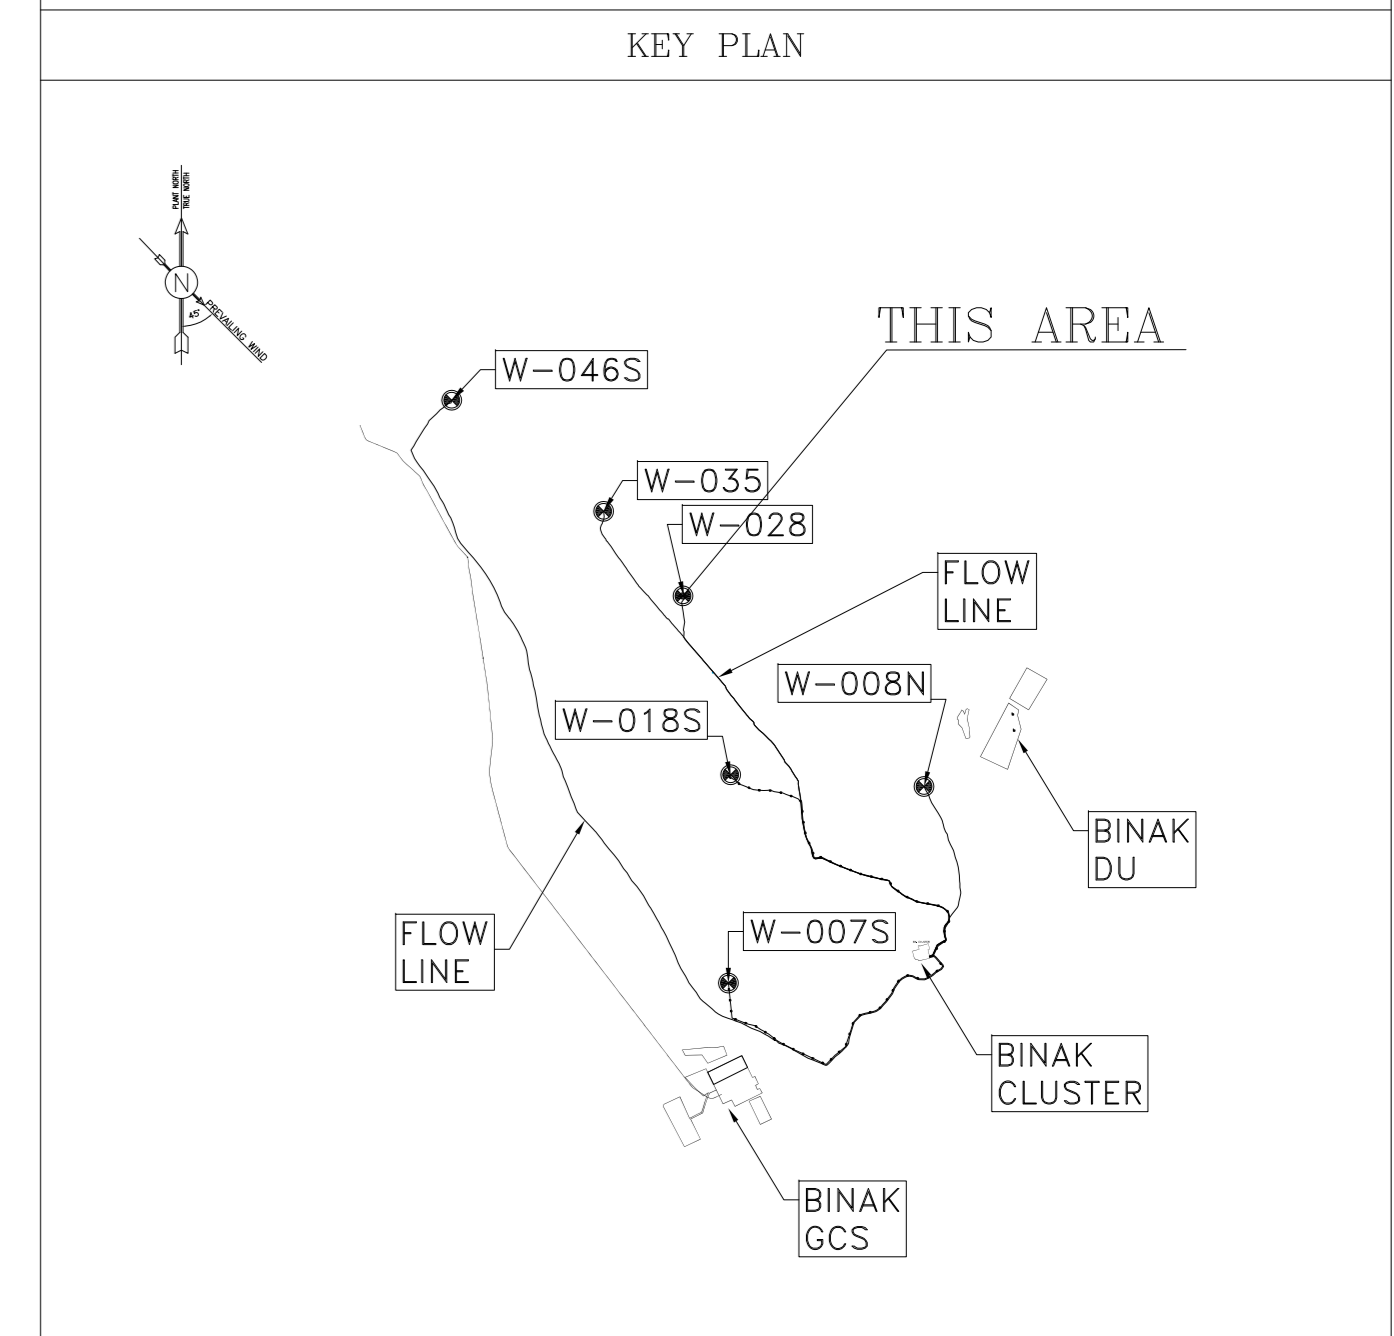 KEY PLAN
PLANT NORTH
TRUE NORTH
N
45
PREVAILING WIND
THIS AREA
W-046S
W-035
W-028
FLOW
LINE
W-008N
W-018S
BINAK
DU
FLOW
LINE
W-007S
BINAK
CLUSTER
BINAK
GCS